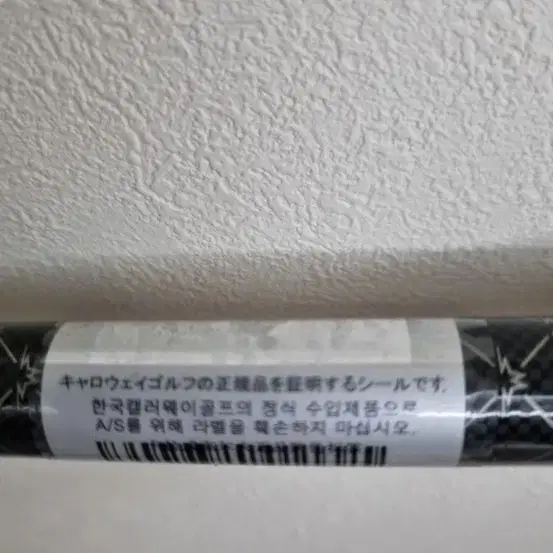 キャロウェイゴルフの正規品を証明するシールです。
한국캘러웨이골프의 정식 수입제품으로
A/S를 위해 라벨을 훼손하지 마십시오.